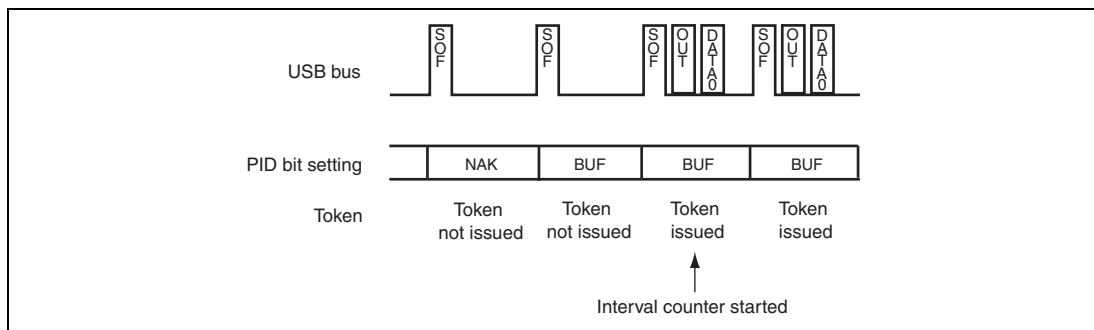 USB bus
SOF
SOF
SOF
OUT
DATA0
SOF
OUT
DATA0
PID bit setting
NAK
BUF
BUF
BUF
Token
Token
not issued
Token
not issued
Token
issued
Token
issued
Interval counter started